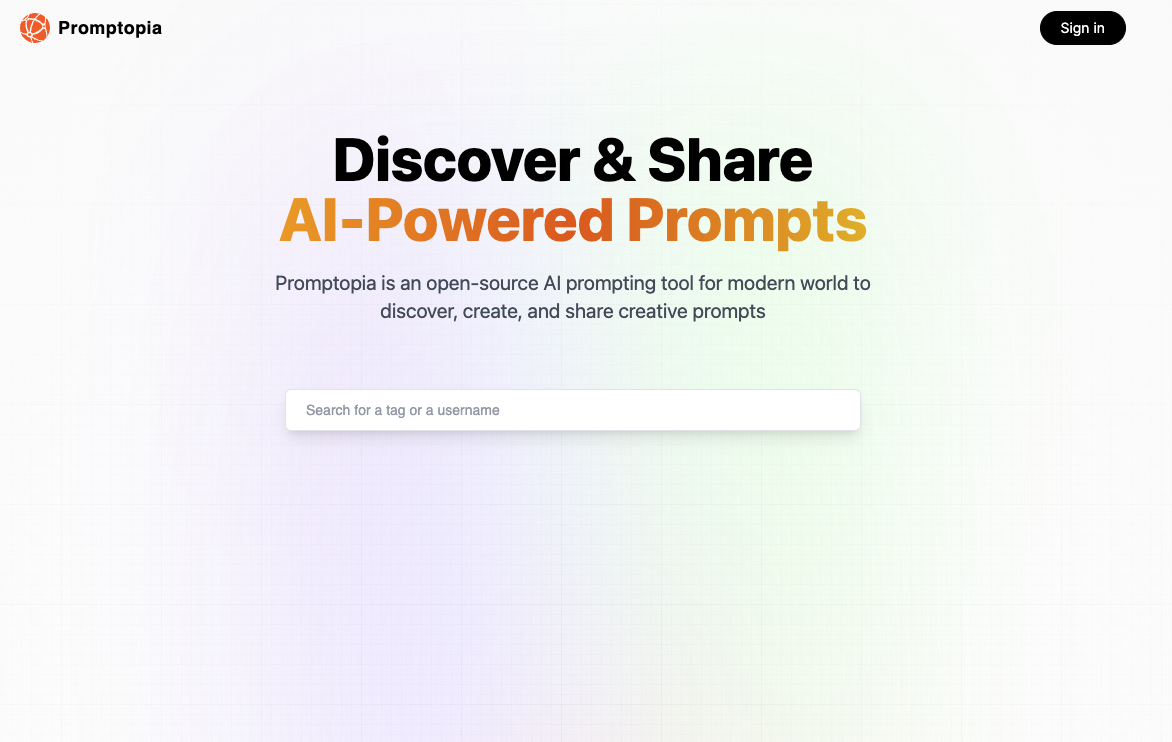 Promptopia
Sign in
Discover & Share
AI-Powered Prompts
Promptopia is an open-source AI prompting tool for modern world to
discover, create, and share creative prompts
Search for a tag or a username